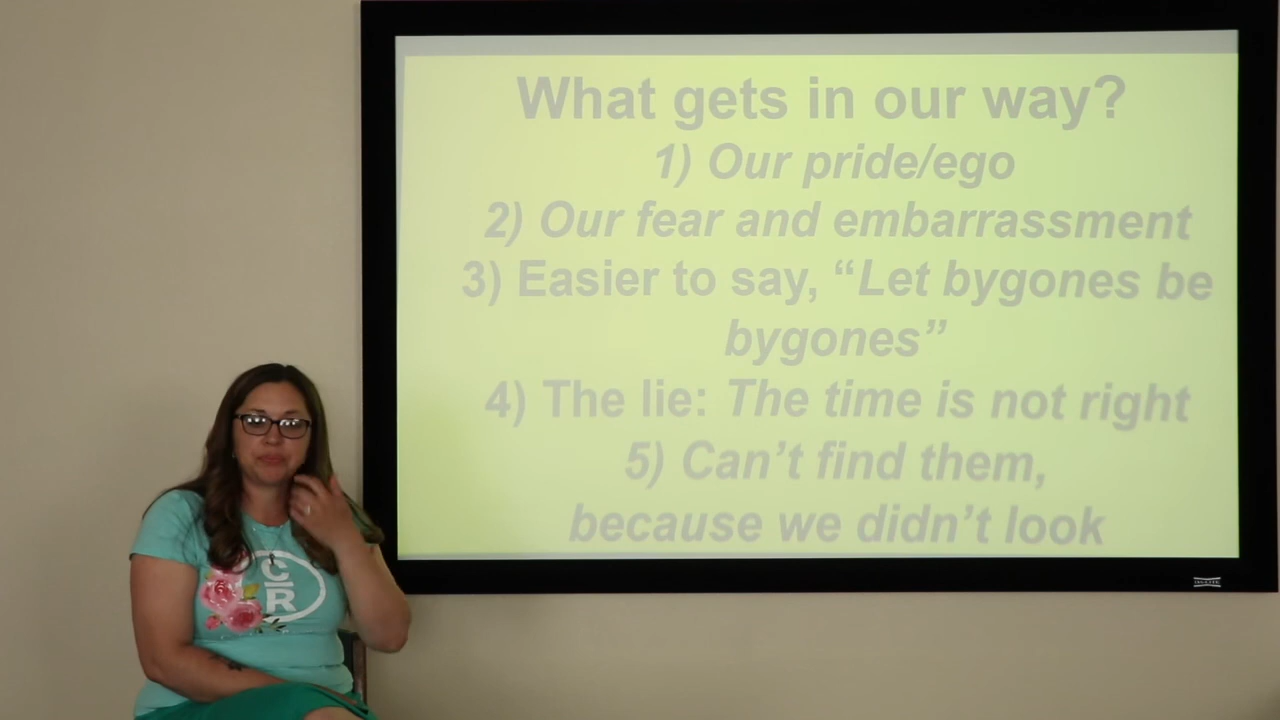 What gets in our way?
1) Our pride/ego
2) Our fear and embarrassment
3) Easier to say, “Let bygones be
bygones”
4) The lie: The time is not right
5) Can’t find them,
because we didn’t look
C
R